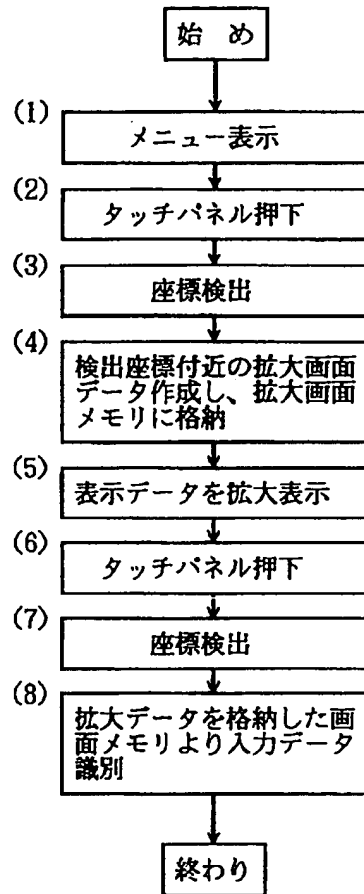 始　め
(1)
メニュー表示
(2)
タッチパネル押下
(3)
座標検出
(4)
検出座標付近の拡大画面
データ作成し、拡大画面
メモリに格納
(5)
表示データを拡大表示
(6)
タッチパネル押下
(7)
座標検出
(8)
拡大データを格納した画
面メモリより入力データ
識別
終わり